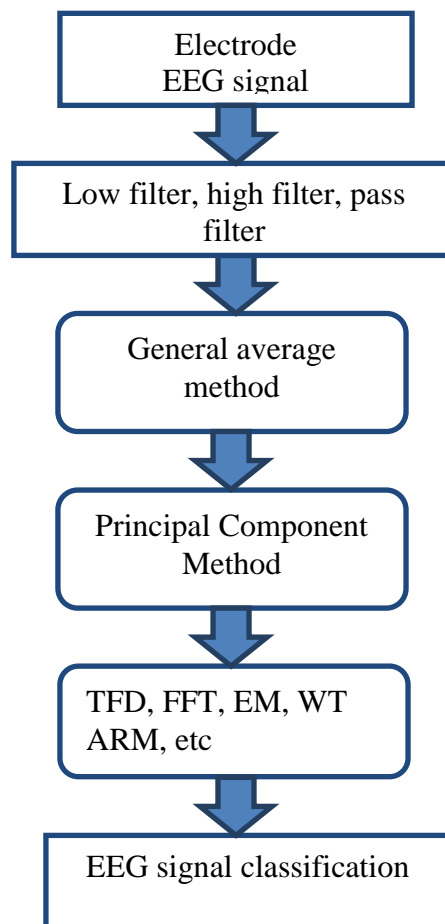 Electrode
EEG signal
Low filter, high filter, pass
filter
General average
method
Principal Component
Method
TFD, FFT, EM, WT
ARM, etc
EEG signal classification